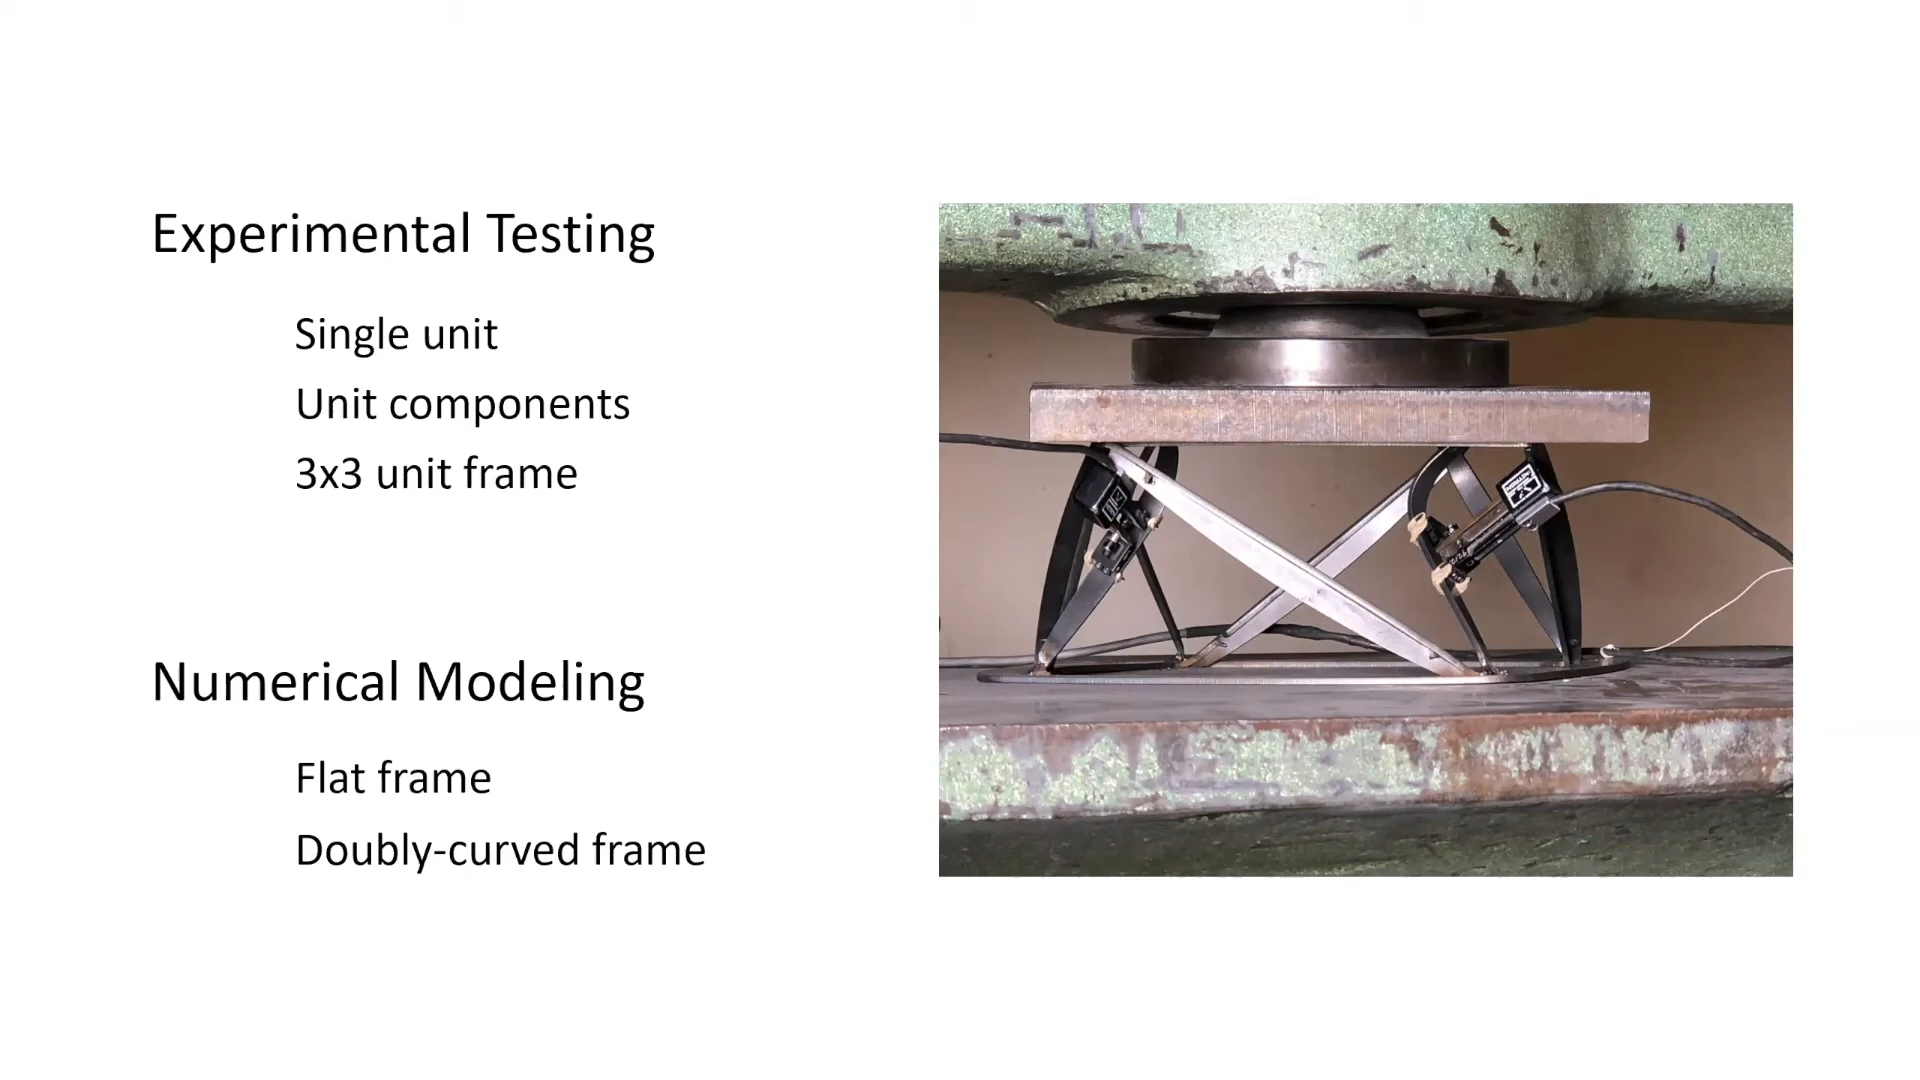 Experimental Testing
Single unit
Unit components
3x3 unit frame
Numerical Modeling
Flat frame
Doubly-curved frame